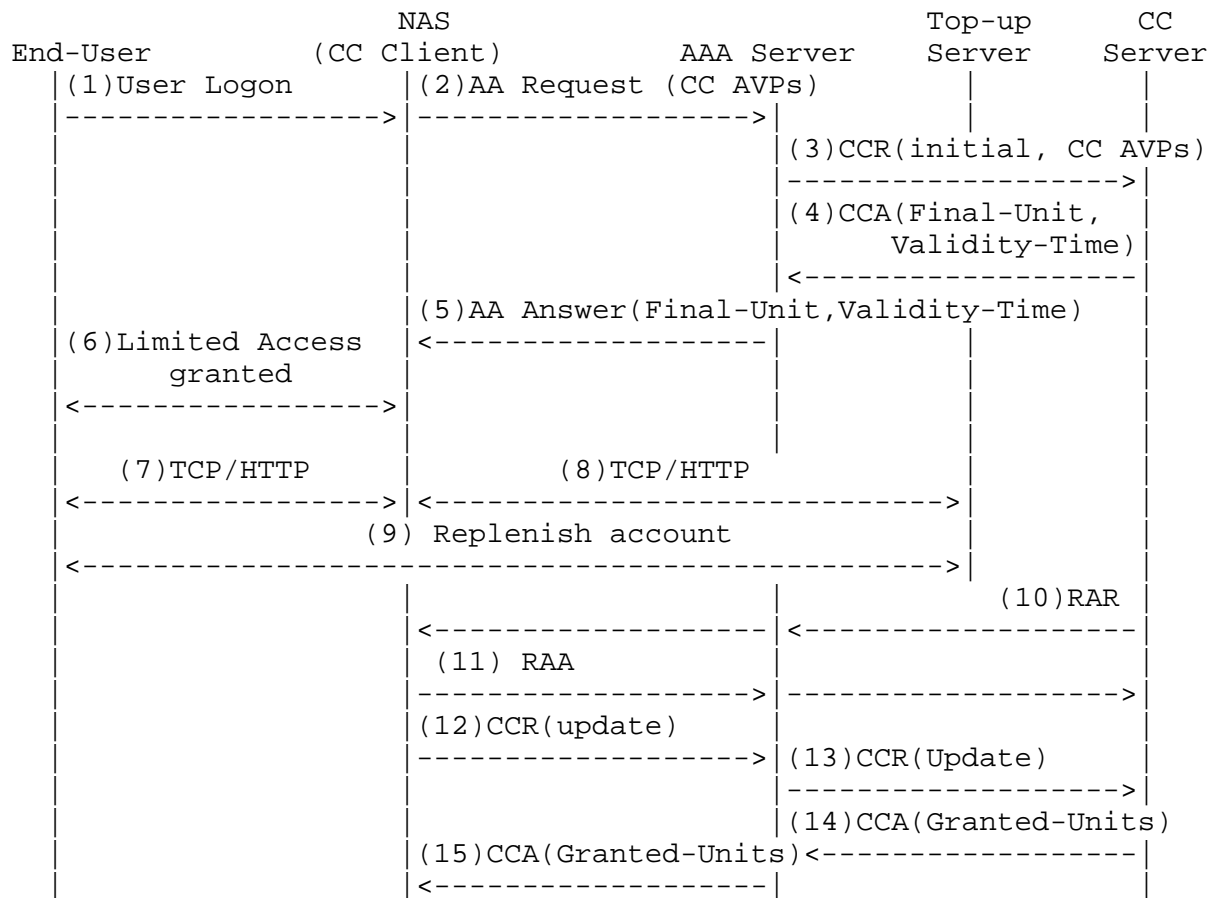 NAS Top-up CC
End-User (CC Client) AAA Server Server Server
(1)User Logon (2)AA Request (CC AVPs)
(3)CCR(initial, CC AVPs)
(4)CCA(Final-Unit,
Validity-Time)
(5)AA Answer(Final-Unit,Validity-Time)
(6)Limited Access
granted
(7)TCP/HTTP (8)TCP/HTTP
(9) Replenish account
(10)RAR
(11) RAA
(12)CCR(update)
(13)CCR(Update)
(14)CCA(Granted-Units)
(15)CCA(Granted-Units)